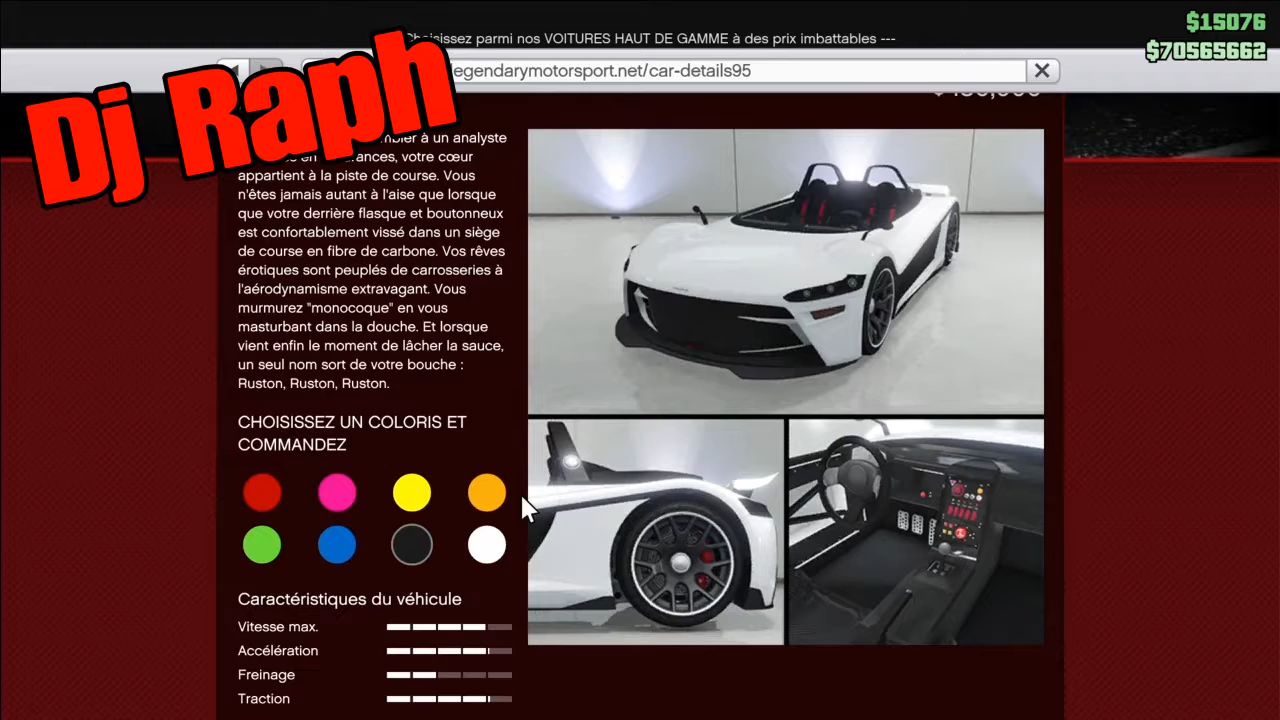 $15076
Choisissez parmi nos VOITURES HAUT DE GAMME à des prix imbattables ---
$70565662
legendarymotorsport.net/car-details95
Dj Raph
à un analyste
votre cœur
appartient à la piste de course. Vous
n'êtes jamais autant à l'aise que lorsque
que votre derrière flasque et boutonneux
est confortablement vissé dans un siège
de course en fibre de carbone. Vos rêves
érotiques sont peuplés de carrosseries à
l'aérodynamisme extravagant. Vous
murmurez "monocoque" en vous
masturbant dans la douche. Et lorsque
vient enfin le moment de lâcher la sauce,
un seul nom sort de votre bouche :
Ruston, Ruston, Ruston.
CHOISISSEZ UN COLORIS ET
COMMANDEZ
Caractéristiques du véhicule
Vitesse max.
Accélération
Freinage
Traction